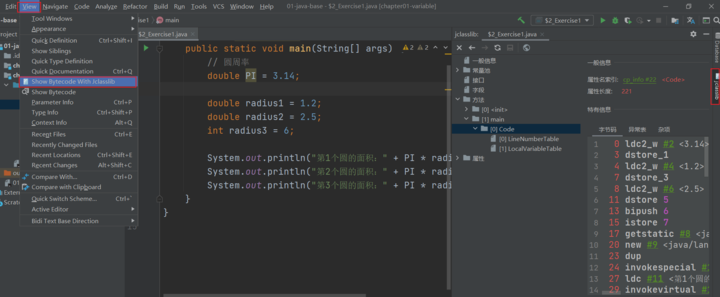 Edit View Navigate Code Analyze Refactor Build Run Tools VCS Window Help 01-java-base - $2_Exercise1.java [chapter01-variable]
Tool Windows
Appearance
Quick Definition Ctrl+Shift+I
Show Siblings
Quick Type Definition
Quick Documentation Ctrl+Q
Show Bytecode With Jclasslib
Show Bytecode
Parameter Info Ctrl+P
Type Info Ctrl+Shift+P
Context Info Alt+Q
Recent Files Ctrl+E
Recently Changed Files
Recent Locations Ctrl+Shift+E
Recent Changes Alt+Shift+C
Compare With... Ctrl+D
Compare with Clipboard
Quick Switch Scheme... Ctrl+`
Active Editor
Bidi Text Base Direction
main
$2_Exercise1
$2_Exercise1.java
2 2
public static void main(String[] args)
// 圆周率
double PI = 3.14;
double radius1 = 1.2;
double radius2 = 2.5;
int radius3 = 6;
System.out.println("第1个圆的面积：" + PI * radi
System.out.println("第2个圆的面积：" + PI * radi
System.out.println("第3个圆的面积：" + PI * radi
}
}
jclasslib: $2_Exercise1.java
一般信息
常量池
接口
字段
方法
[0] <init>
[1] main
[0] Code
[0] LineNumberTable
[1] LocalVariableTable
属性
一般信息
属性名索引: cp_info #22 <Code>
属性长度: 221
特有信息
字节码 异常表 杂项
0 ldc2_w #2 <3.14>
3 dstore_1
4 ldc2_w #4 <1.2>
7 dstore_3
8 ldc2_w #6 <2.5>
11 dstore 5
13 bipush 6
15 istore 7
17 getstatic #8 <ja
20 new #9 <java/lan
23 dup
24 invokespecial #1
27 ldc #11 <第1个圆的
29 invokevirtual #1
Database
jclasslib